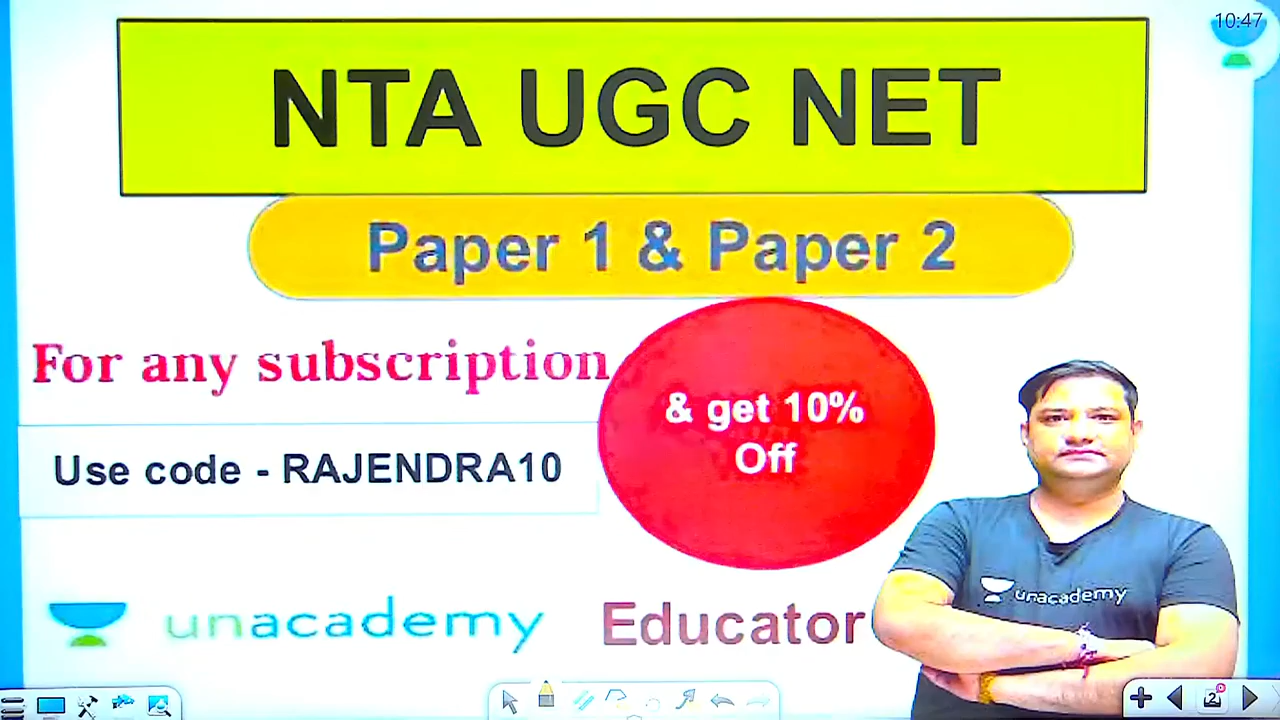 10:47
NTA UGC NET
Paper 1 & Paper 2
For any subscription
& get 10%
Off
Use code - RAJENDRA10
unacademy
unacademy Educator
2